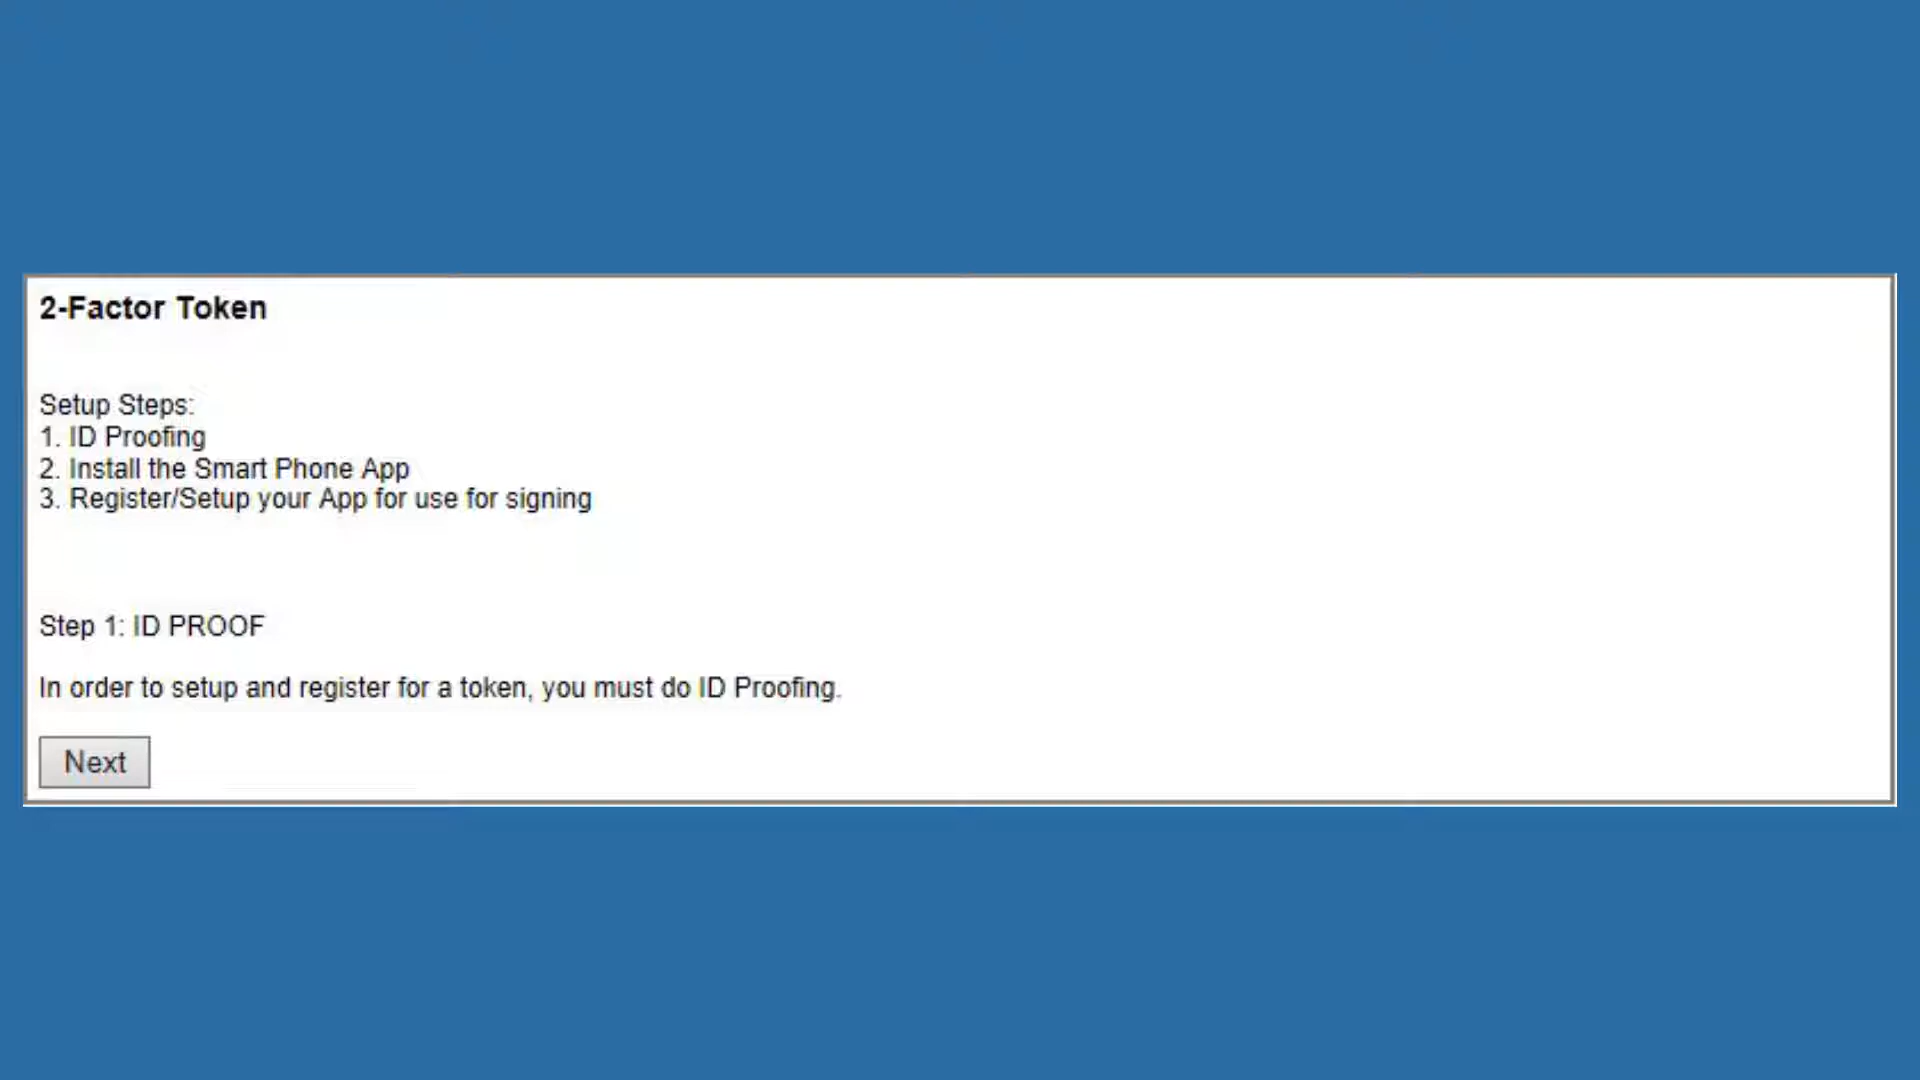 2-Factor Token
Setup Steps:
1. ID Proofing
2. Install the Smart Phone App
3. Register/Setup your App for use for signing
Step 1: ID PROOF
In order to setup and register for a token, you must do ID Proofing.
Next